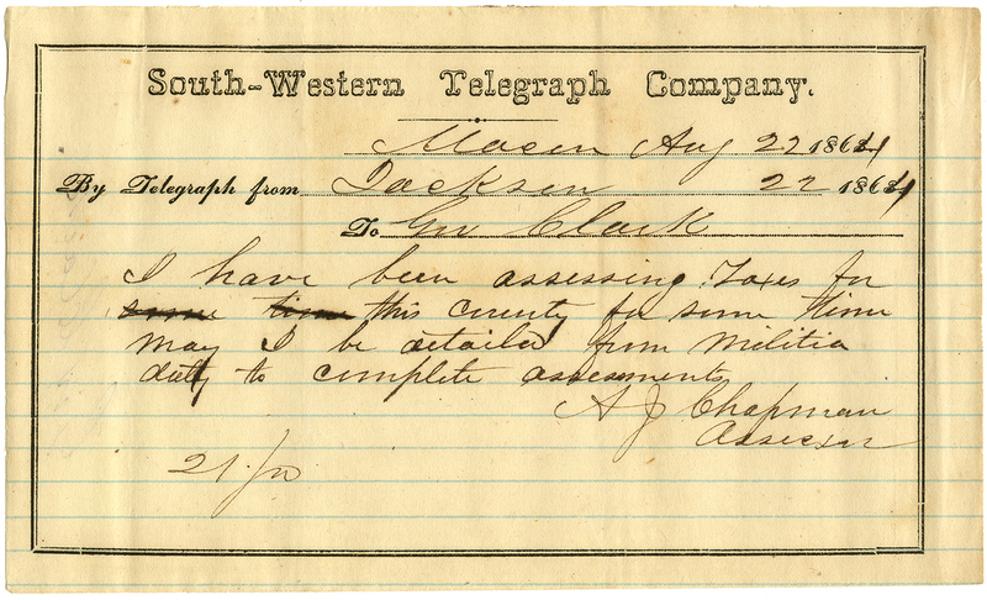 South-Western Telegraph Company.
Macon Aug 22 1864
By Telegraph from Jackson 22 1864
To Gov Clark
I have been assessing Taxes for
some time this county for some time
may I be detailed from Militia
duty to complete assessments
A J Chapman
Assessor